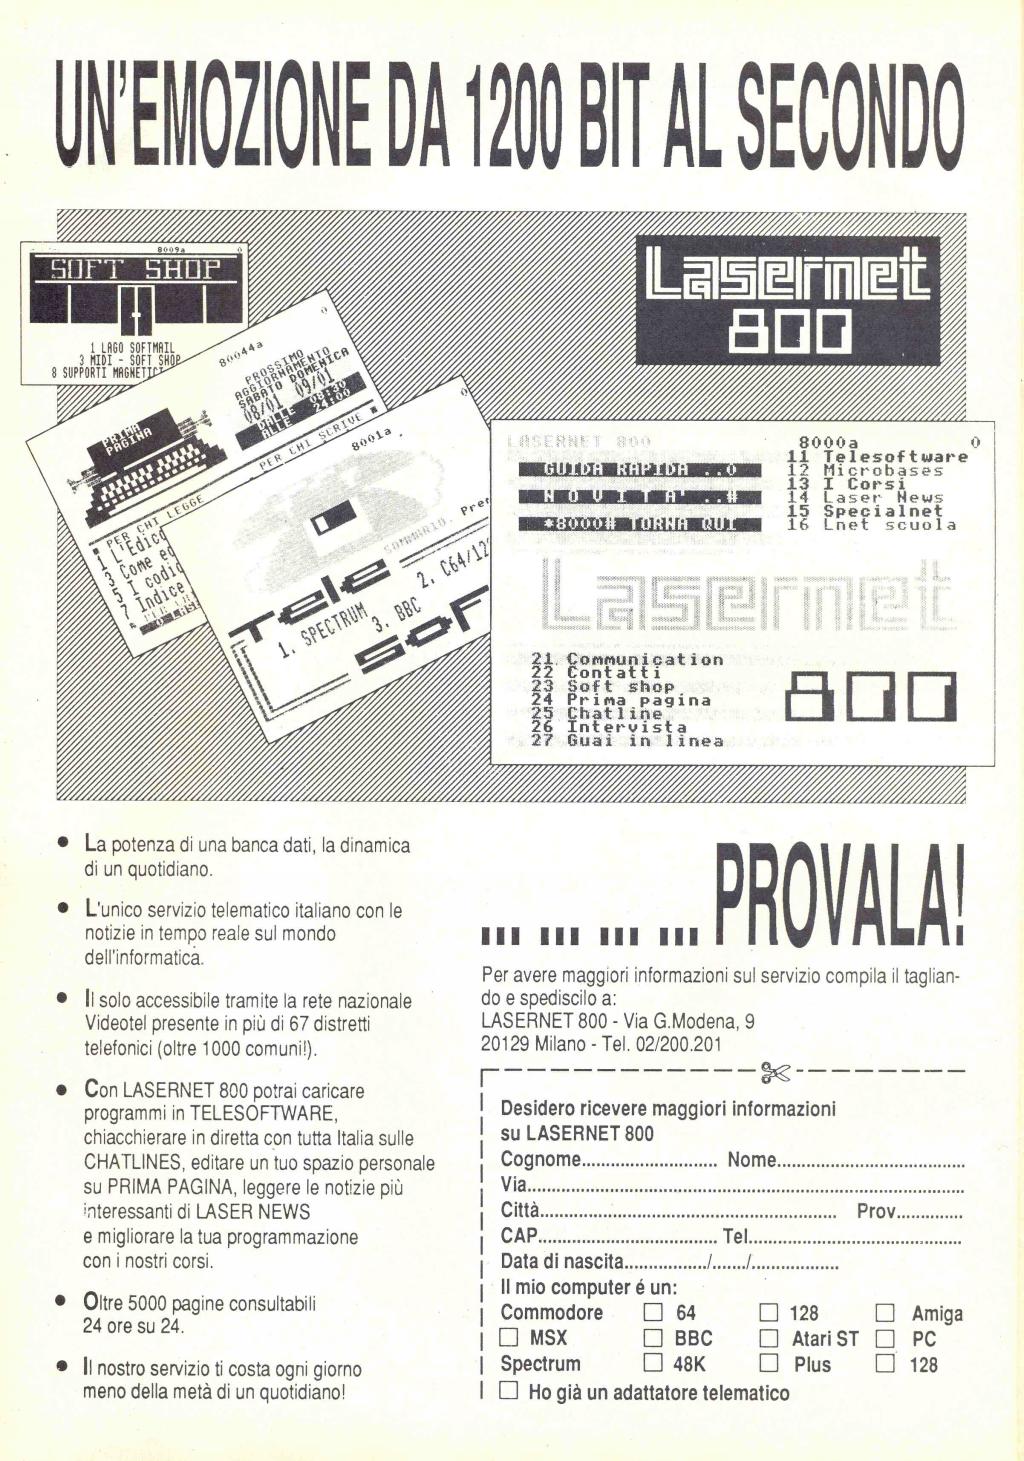 UN'EMOZIONE DA 1200 BIT AL SECONDO
8009a 0
SOFT SHOP
1 LAGO SOFTMAIL
3 MIDI - SOFT SHOP
8 SUPPORTI MAGNETICI
80044a 0
PROSSIMO
AGGIORNAMENTO
SABATO DOMENICA
08/01 09/01
DALLE 08:30
ALLE 24:00
PRIMA
PAGINA
PER CHI LEGGE
PER CHI SCRIVE
1 L'Edico
3 Come ed
5 I codic
7 Indice
8001a 0
SOMMARIO. Pre
Tele
1. SPECTRUM
2. C64/12
3. BBC
SOF
Lasernet
800
LASERNET 800
8000a 0
GUIDA RAPIDA ..0
N O V I T A' ..#
*8000# TORNA QUI
11 Telesoftware
12 Microbases
13 I Corsi
14 Laser News
15 Specialnet
16 Lnet scuola
Lasernet
800
21 Communication
22 Contatti
23 Soft shop
24 Prima pagina
25 Chatline
26 Intervista
27 Guai in linea
● La potenza di una banca dati, la dinamica
di un quotidiano.
● L'unico servizio telematico italiano con le
notizie in tempo reale sul mondo
dell'informatica.
● Il solo accessibile tramite la rete nazionale
Videotel presente in più di 67 distretti
telefonici (oltre 1000 comuni!).
● Con LASERNET 800 potrai caricare
programmi in TELESOFTWARE,
chiacchierare in diretta con tutta Italia sulle
CHATLINES, editare un tuo spazio personale
su PRIMA PAGINA, leggere le notizie più
interessanti di LASER NEWS
e migliorare la tua programmazione
con i nostri corsi.
● Oltre 5000 pagine consultabili
24 ore su 24.
● Il nostro servizio ti costa ogni giorno
meno della metà di un quotidiano!
... ... ... ... PROVALA!
Per avere maggiori informazioni sul servizio compila il taglian-
do e spediscilo a:
LASERNET 800 - Via G.Modena, 9
20129 Milano - Tel. 02/200.201
Desidero ricevere maggiori informazioni
su LASERNET 800
Cognome.......................... Nome....................................
Via...................................................................................
Città......................................................... Prov.............
CAP.................................. Tel.........................................
Data di nascita................/......./.................
Il mio computer é un:
Commodore ☐ 64 ☐ 128 ☐ Amiga
☐ MSX ☐ BBC ☐ Atari ST ☐ PC
Spectrum ☐ 48K ☐ Plus ☐ 128
☐ Ho già un adattatore telematico